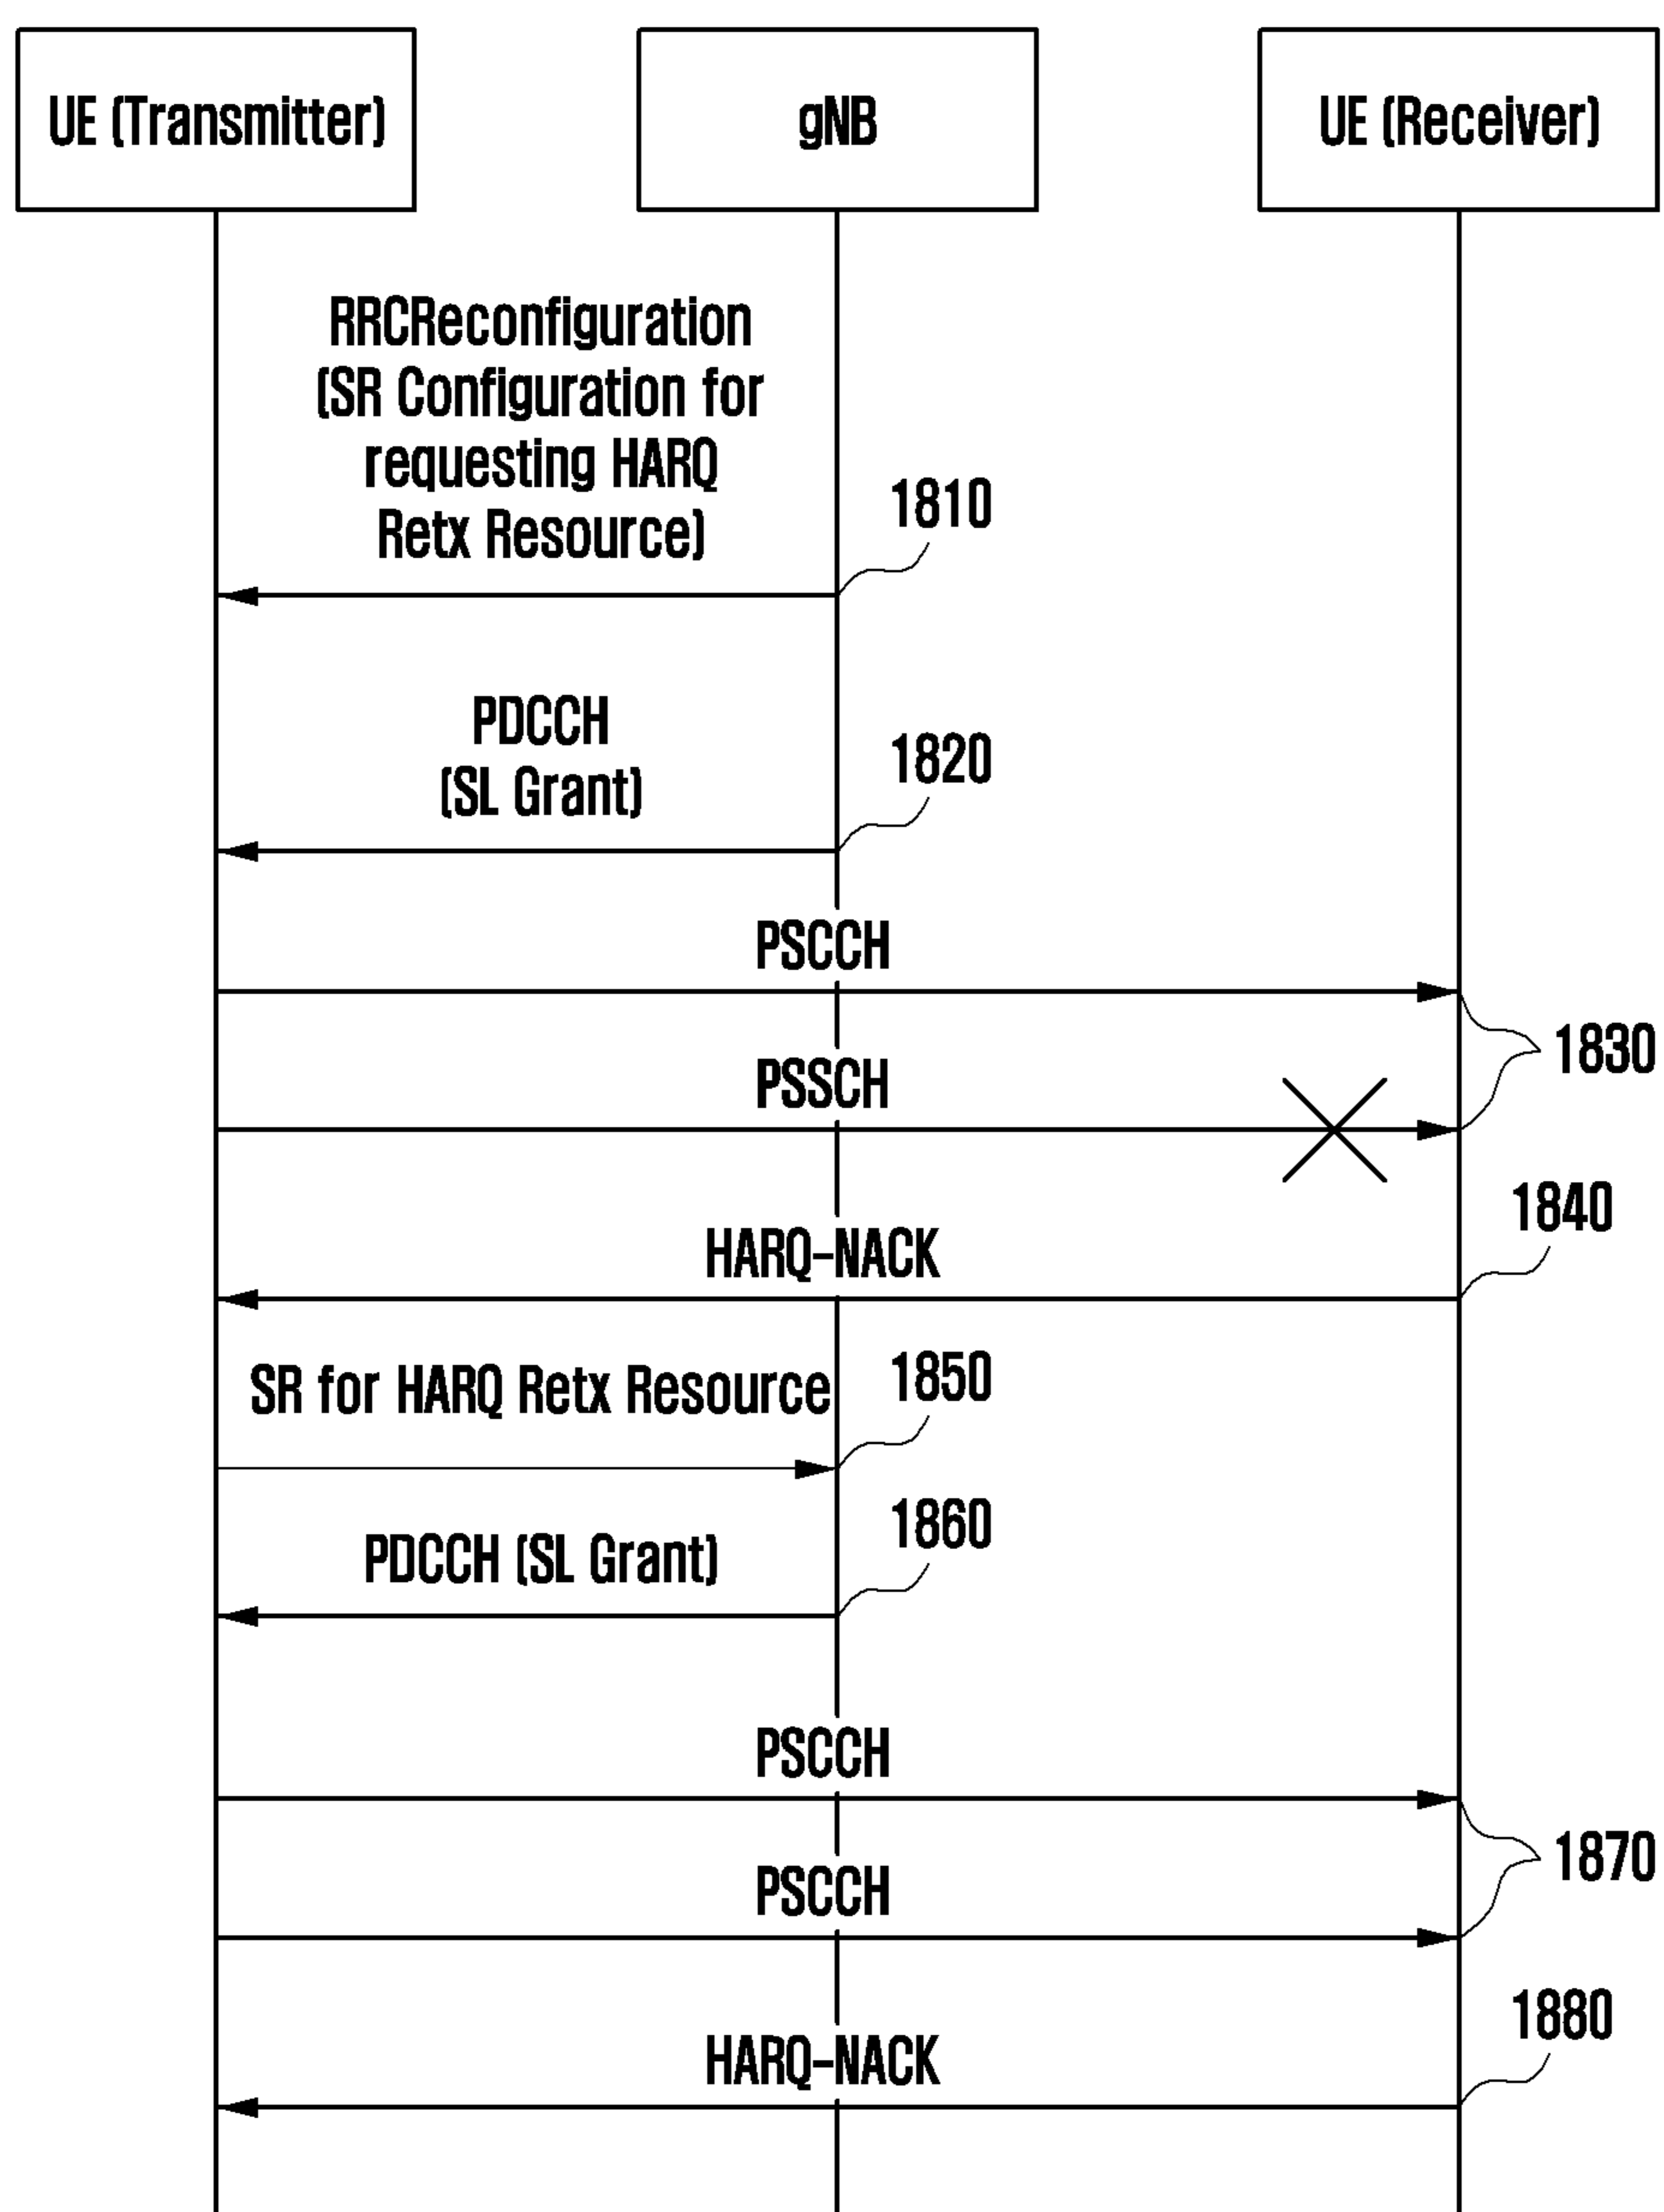 UE (Transmitter)
gNB
UE (Receiver)
RRCReconfiguration
(SR Configuration for
requesting HARQ
Retx Resource)
1810
PDCCH
(SL Grant)
1820
PSCCH
PSSCH
1830
HARQ-NACK
1840
SR for HARQ Retx Resource
1850
PDCCH (SL Grant)
1860
PSCCH
PSCCH
1870
HARQ-NACK
1880